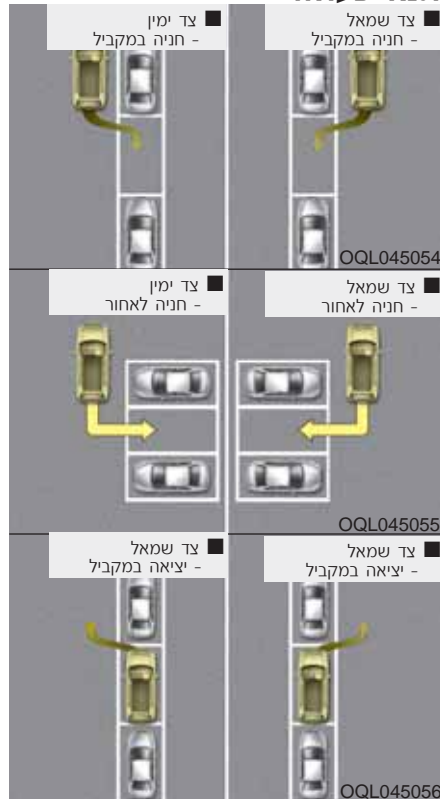 ■ צד ימין
- חניה במקביל
■ צד שמאל
- חניה במקביל
OQL045054
■ צד ימין
- חניה לאחור
■ צד שמאל
- חניה לאחור
OQL045055
■ צד שמאל
- יציאה במקביל
■ צד שמאל
- יציאה במקביל
OQL045056